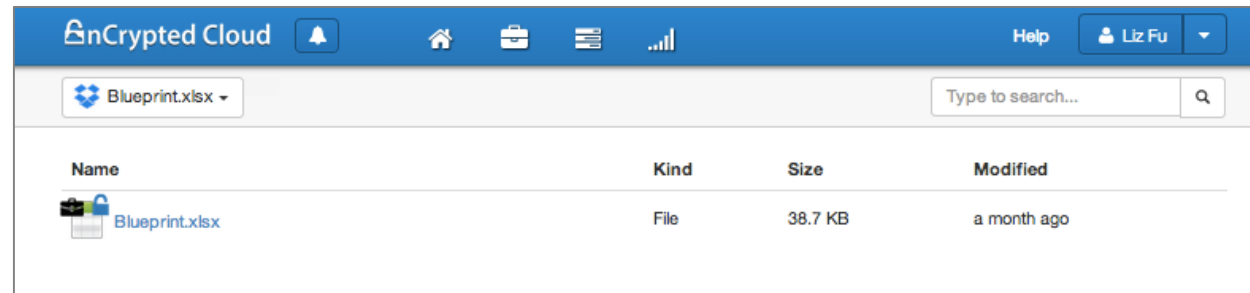 enCrypted Cloud
Help
Liz Fu
Blueprint.xlsx
Type to search...
Name Kind Size Modified
Blueprint.xlsx File 38.7 KB a month ago